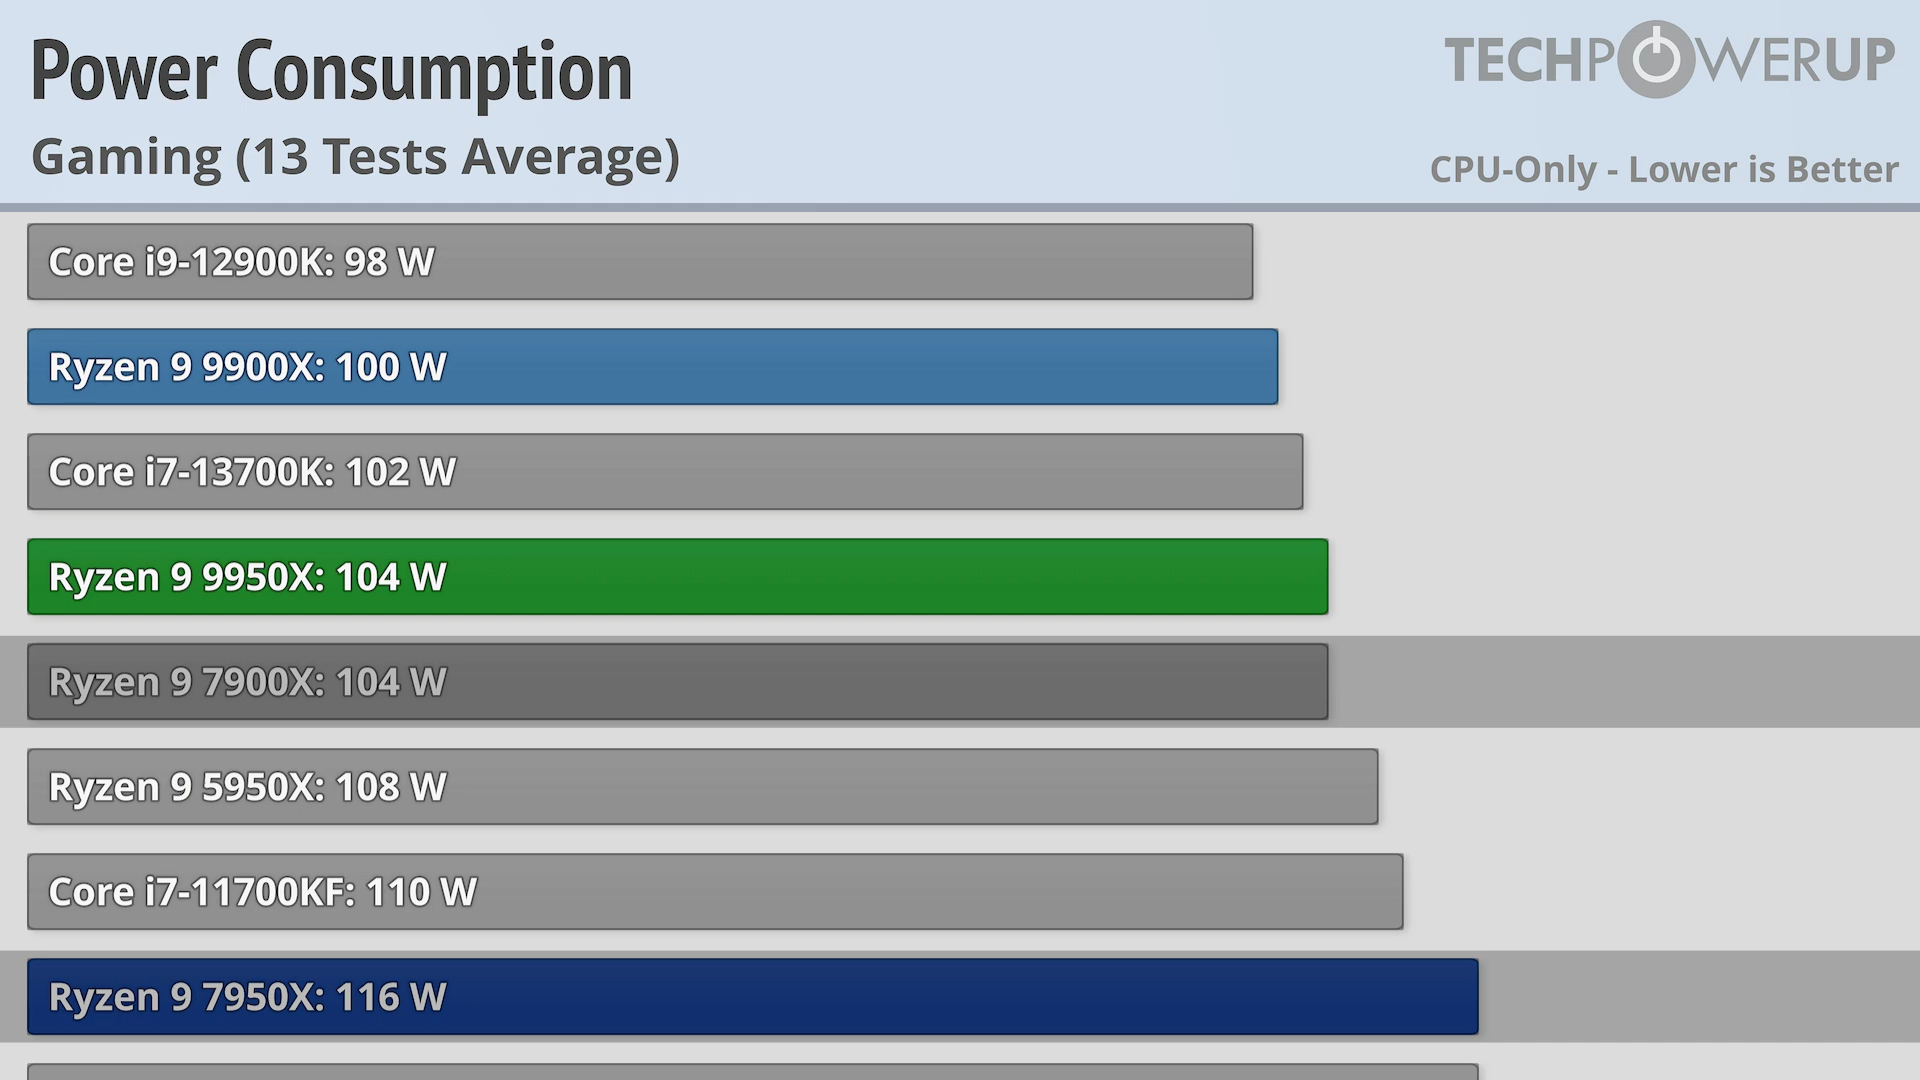 Power Consumption
TECHPOWERUP
Gaming (13 Tests Average)
CPU-Only - Lower is Better
Core i9-12900K: 98 W
Ryzen 9 9900X: 100 W
Core i7-13700K: 102 W
Ryzen 9 9950X: 104 W
Ryzen 9 7900X: 104 W
Ryzen 9 5950X: 108 W
Core i7-11700KF: 110 W
Ryzen 9 7950X: 116 W